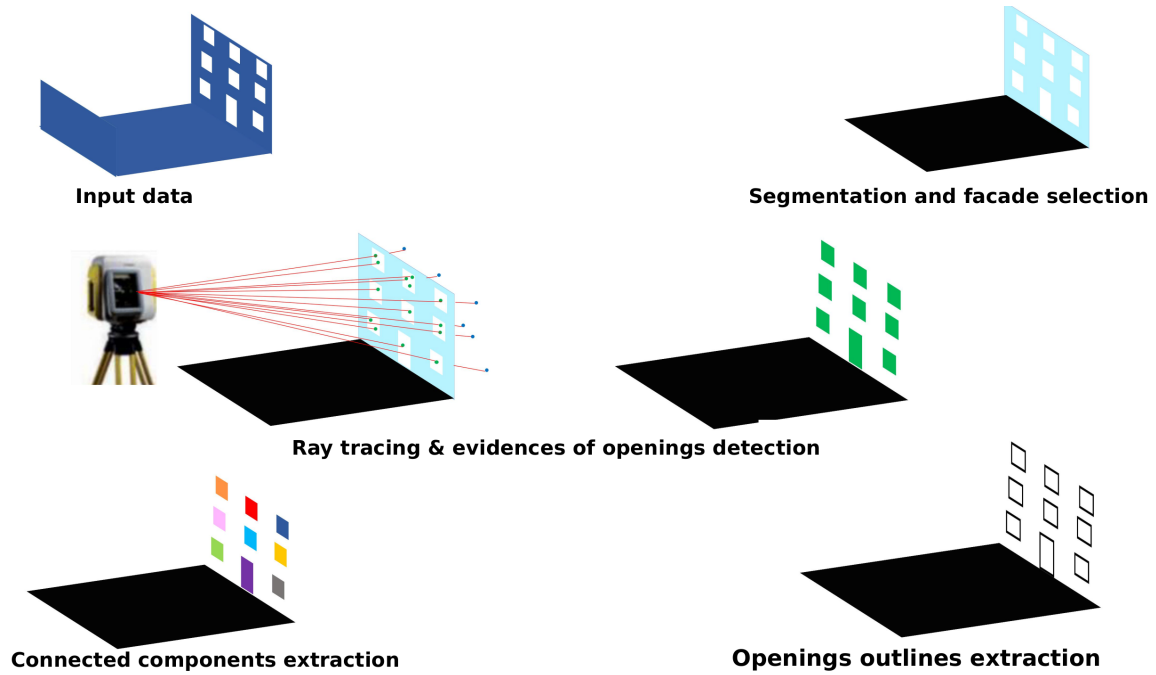 Input data
Segmentation and facade selection
Ray tracing & evidences of openings detection
Connected components extraction
Openings outlines extraction